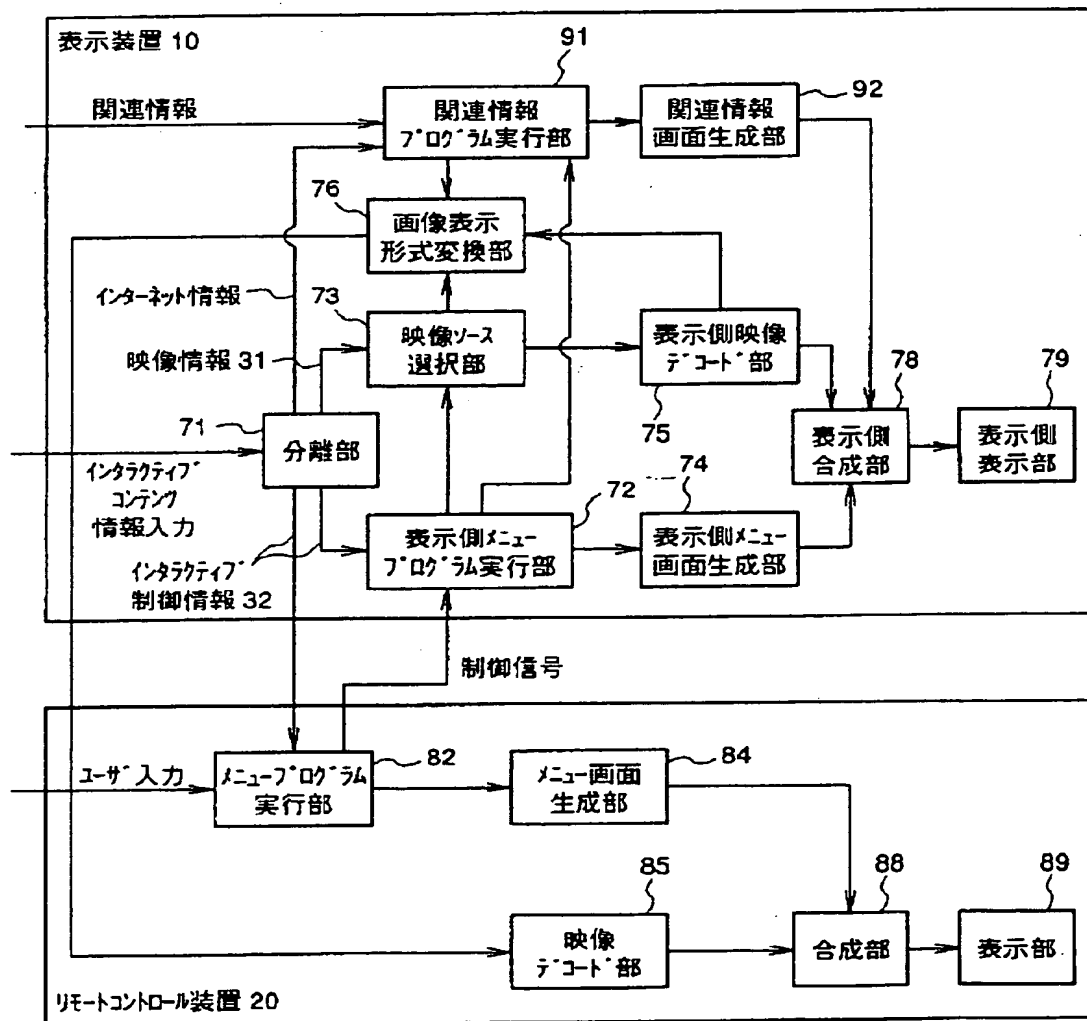 表示装置 10
91
関連情報
関連情報
プログラム実行部
92
関連情報
画面生成部
76
画像表示
形式変換部
インターネット情報
73
映像ソース
選択部
映像情報 31
表示側映像
デコード部
75
71
分離部
78
表示側
合成部
79
表示側
表示部
インタラクティブ
コンテンツ
情報入力
72
表示側メニュー
プログラム実行部
74
表示側メニュー
画面生成部
インタラクティブ
制御情報 32
制御信号
ユーザ入力
82
メニュープログラム
実行部
84
メニュー画面
生成部
85
映像
デコード部
88
合成部
89
表示部
リモートコントロール装置 20